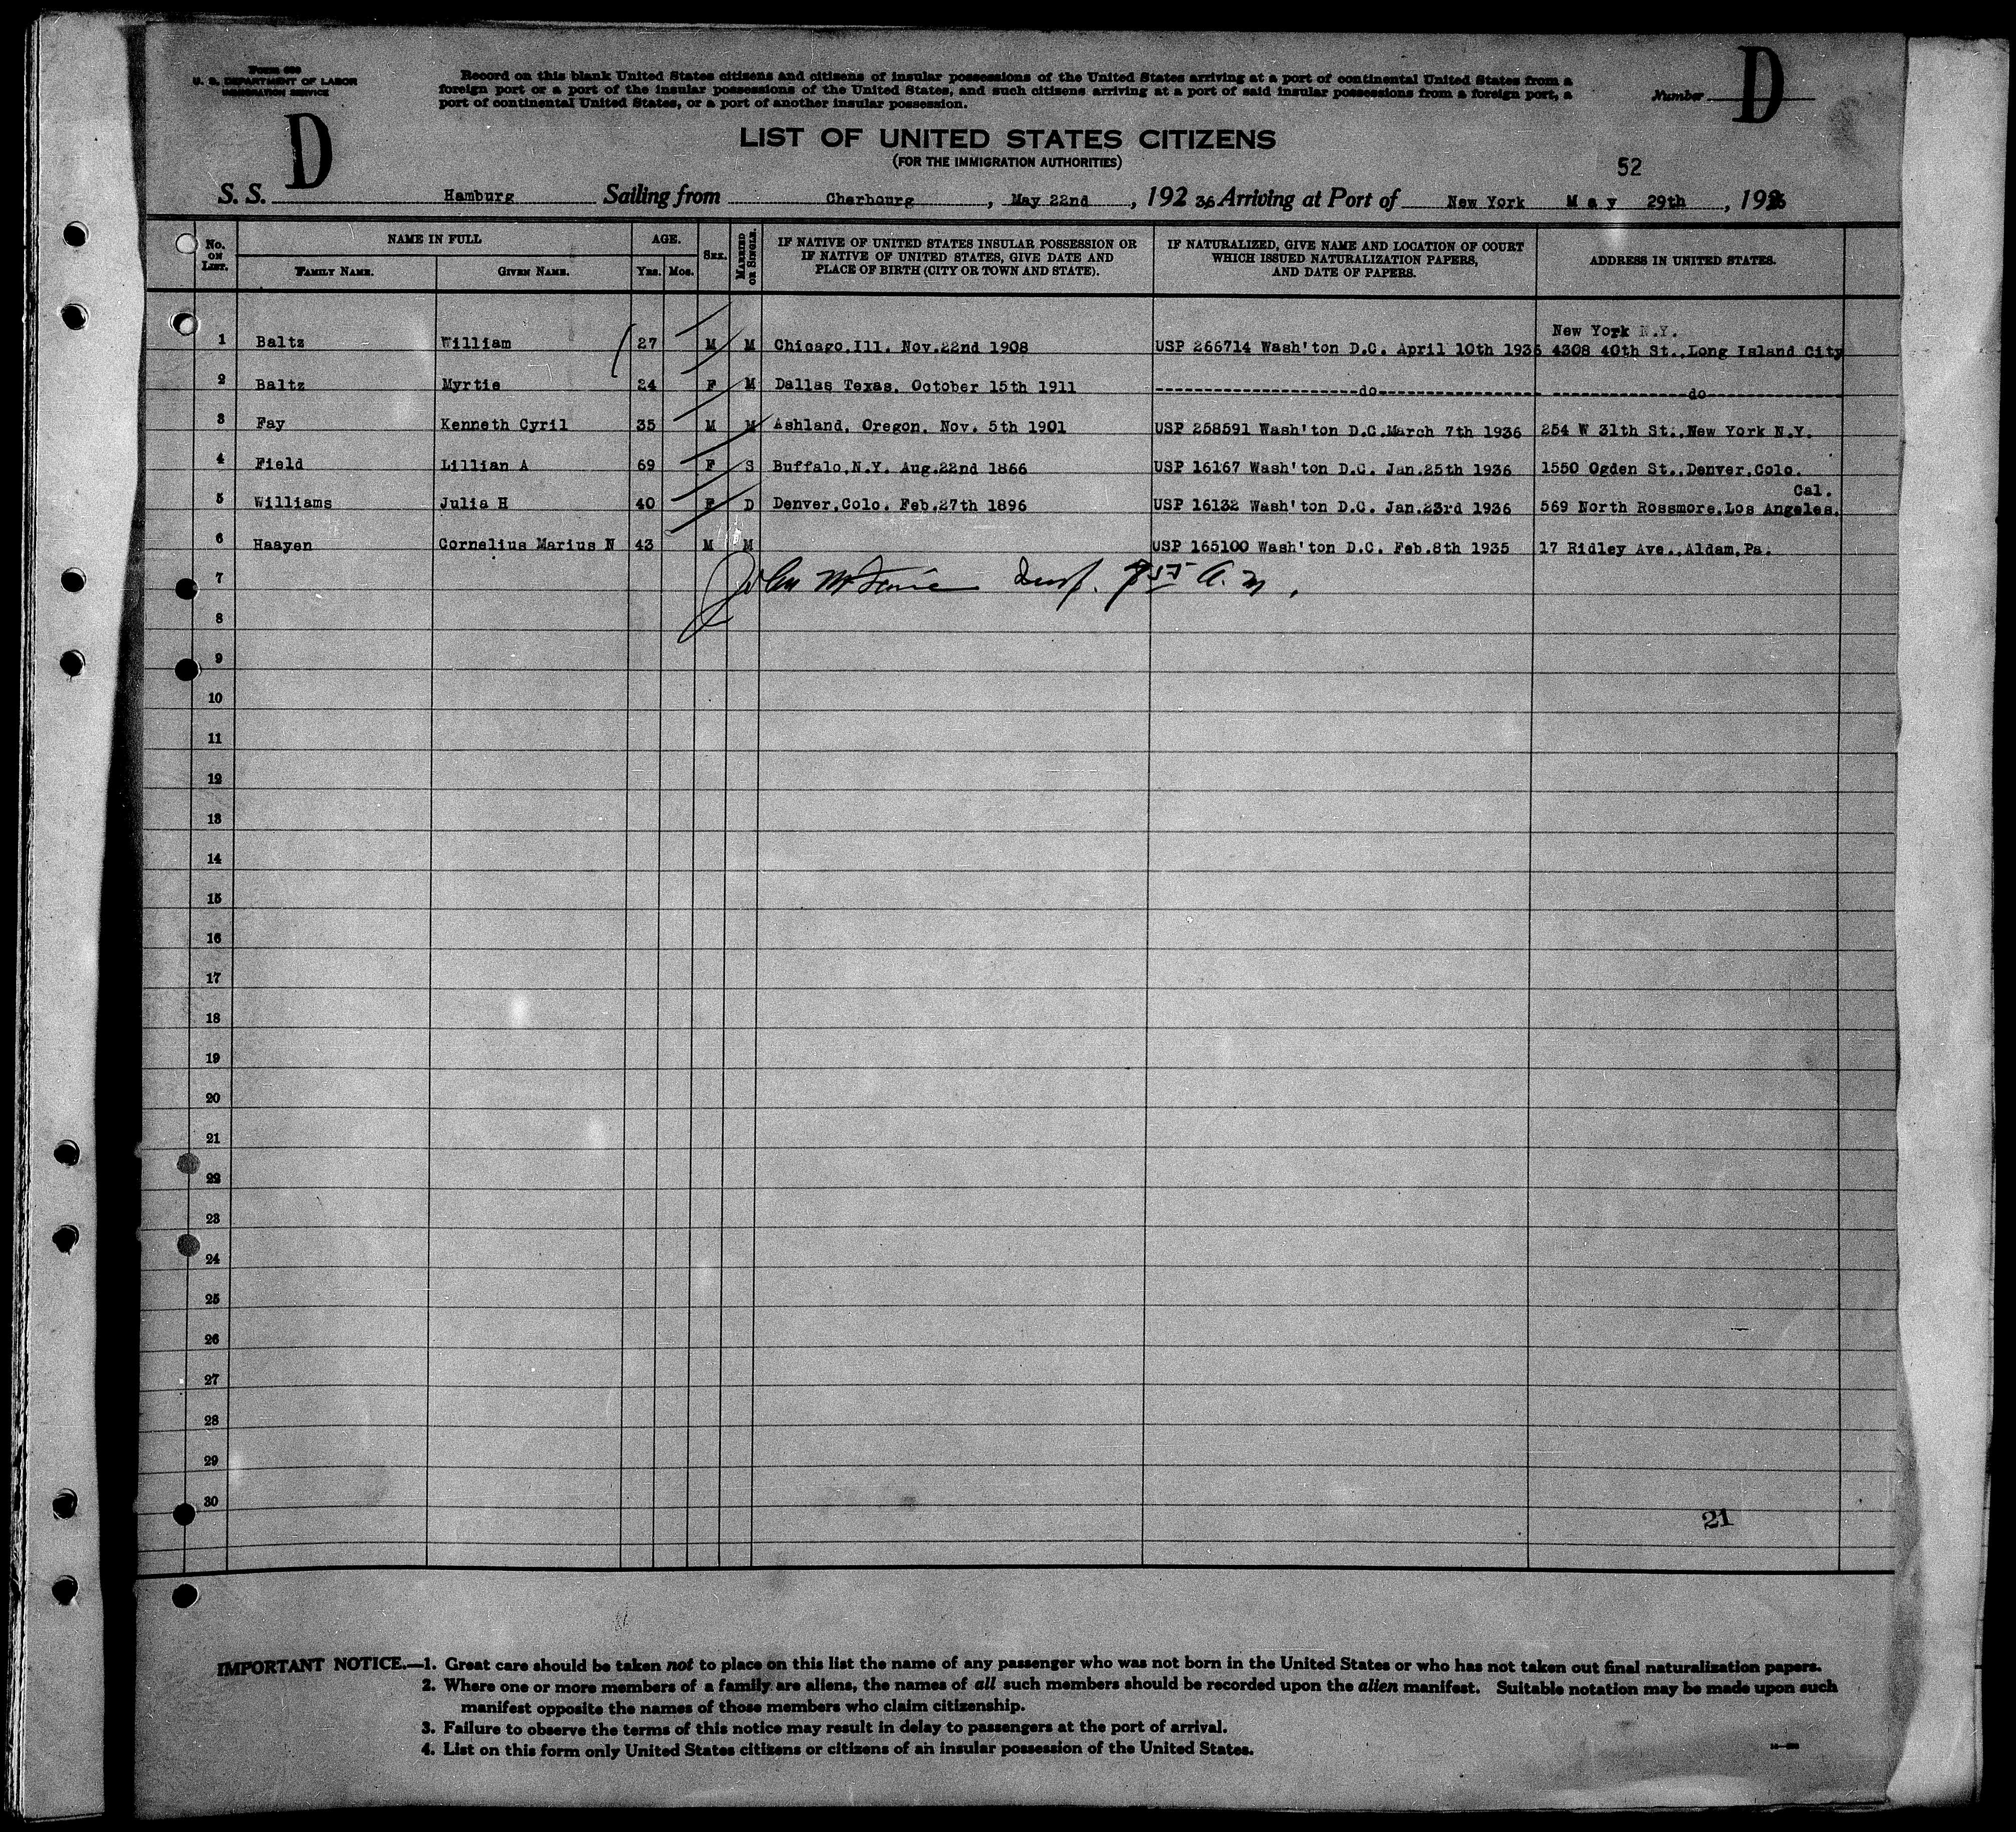 Form 630
U. S. DEPARTMENT OF LABOR
IMMIGRATION SERVICE
Record on this blank United States citizens and citizens of insular possessions of the United States arriving at a port of continental United States from a
foreign port or a port of the insular possessions of the United States, and such citizens arriving at a port of said insular possessions from a foreign port, a
port of continental United States, or a port of another insular possession.
Number D
D
LIST OF UNITED STATES CITIZENS
(FOR THE IMMIGRATION AUTHORITIES)
52
S. S. Hamburg Sailing from Cherbourg, May 22nd, 192 36 Arriving at Port of New York May 29th, 1936
No. ON LIST. NAME IN FULL AGE. SEX. MARRIED OR SINGLE. IF NATIVE OF UNITED STATES INSULAR POSSESSION OR IF NATIVE OF UNITED STATES, GIVE DATE AND PLACE OF BIRTH (CITY OR TOWN AND STATE). IF NATURALIZED, GIVE NAME AND LOCATION OF COURT WHICH ISSUED NATURALIZATION PAPERS, AND DATE OF PAPERS. ADDRESS IN UNITED STATES.
FAMILY NAME. GIVEN NAME. Yrs. Mos.
New York N.Y.
1 Baltz William 27 M M Chicago.Ill. Nov.22nd 1908 USP 266714 Wash'ton D.C. April 10th 1936 4308 40th St.,Long Island City
2 Baltz Myrtie 24 F M Dallas Texas. October 15th 1911 do do
3 Fay Kenneth Cyril 35 M M Ashland. Oregon. Nov. 5th 1901 USP 258591 Wash'ton D.C.March 7th 1936 254 W 31th St.,New York N.Y.
4 Field Lillian A 69 F S Buffalo.N.Y. Aug.22nd 1866 USP 16167 Wash'ton D.C. Jan.25th 1936 1550 Ogden St.,Denver.Colo.
Cal.
5 Williams Julia H 40 F D Denver.Colo. Feb.27th 1896 USP 16132 Wash'ton D.C. Jan.23rd 1936 569 North Rossmore.Los Angeles.
6 Haayen Cornelius Marius N 43 M M USP 165100 Wash'ton D.C. Feb.8th 1935 17 Ridley Ave.,Aldam.Pa.
7 John A.M.
8
9
10
11
12
13
14
15
16
17
18
19
20
21
22
23
24
25
26
27
28
29
30
21
IMPORTANT NOTICE.—1. Great care should be taken not to place on this list the name of any passenger who was not born in the United States or who has not taken out final naturalization papers.
2. Where one or more members of a family are aliens, the names of all such members should be recorded upon the alien manifest. Suitable notation may be made upon such
manifest opposite the names of those members who claim citizenship.
3. Failure to observe the terms of this notice may result in delay to passengers at the port of arrival.
4. List on this form only United States citizens or citizens of an insular possession of the United States.